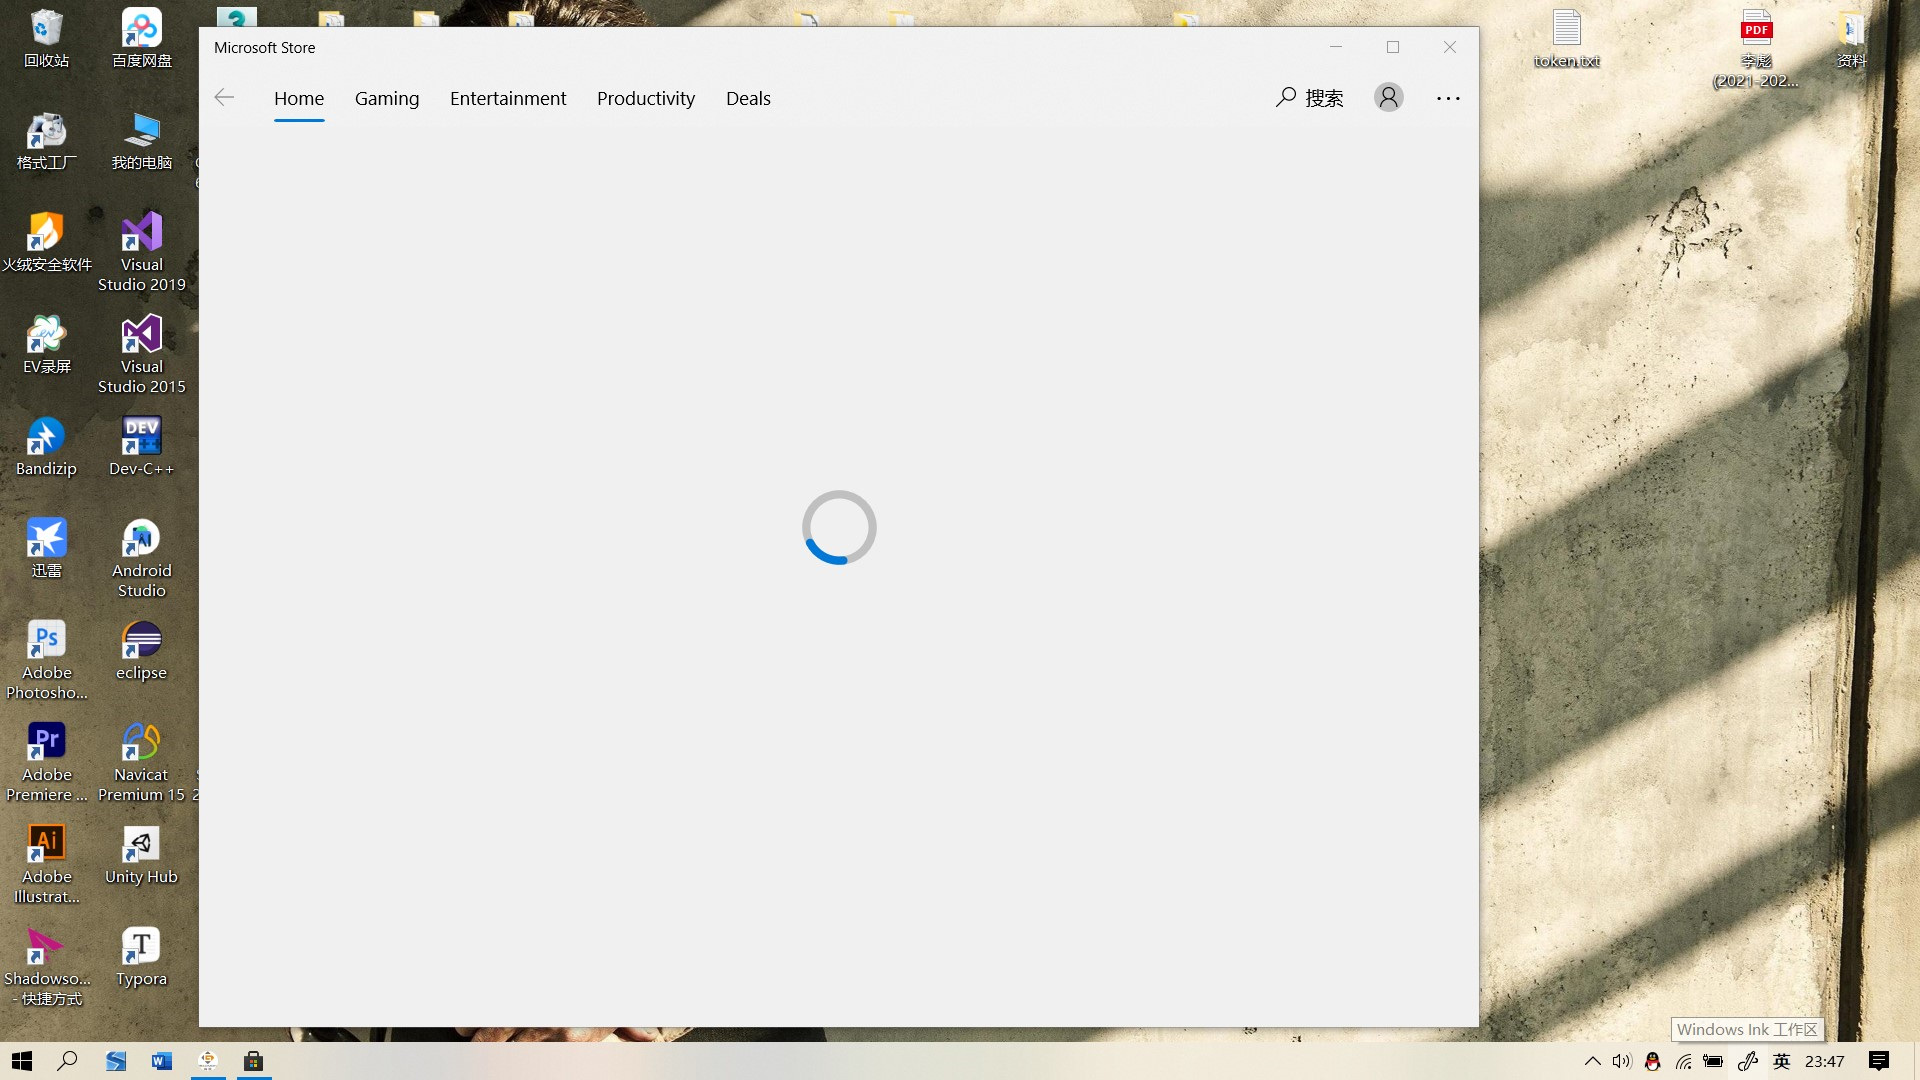 Microsoft Store
Home
Gaming
Entertainment
Productivity
Deals
搜索
回收站
百度网盘
token.txt
PDF
李彪
(2021-202...
资料
格式工厂
我的电脑
火绒安全软件
Visual
Studio 2019
EV录屏
Visual
Studio 2015
DEV
Bandizip
Dev-C++
迅雷
Android
Studio
Ps
Adobe
Photosho...
eclipse
Pr
Adobe
Premiere ...
Navicat
Premium 15
Ai
Adobe
Illustrat...
Unity Hub
Shadowso...
- 快捷方式
T
Typora
Windows Ink 工作区
英
23:47